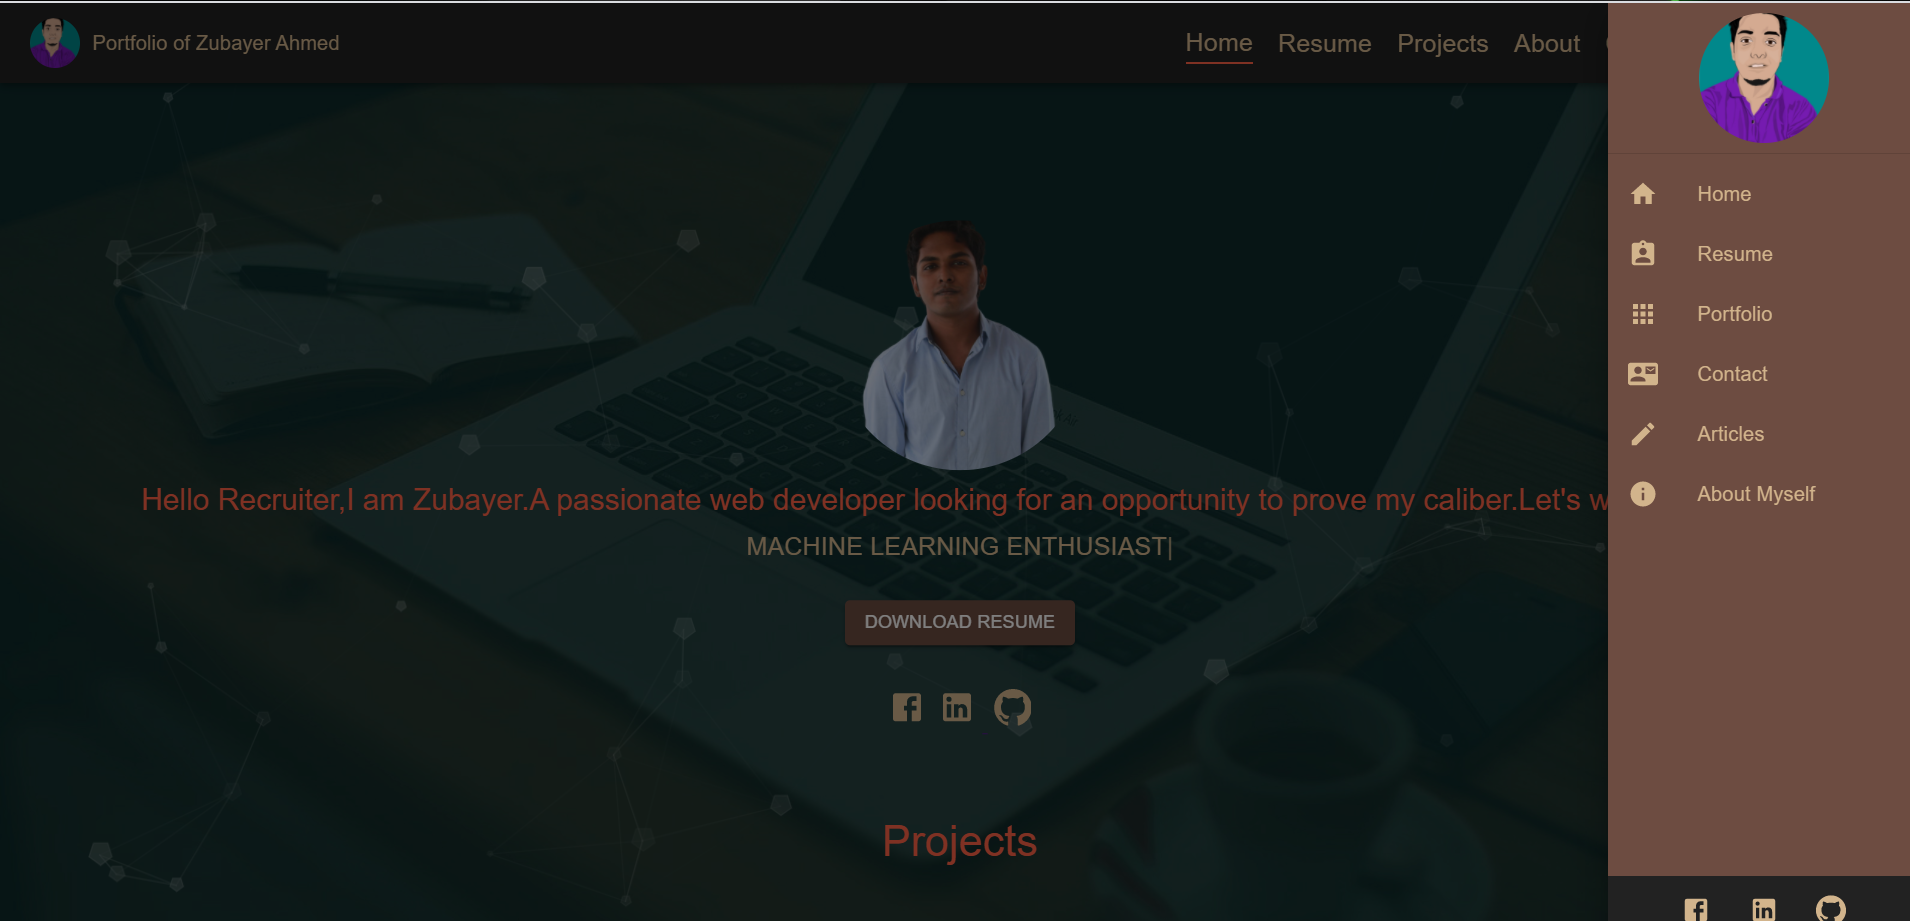 Portfolio of Zubayer Ahmed
Home Resume Projects About
Home
Resume
Portfolio
Contact
Articles
About Myself
Hello Recruiter,I am Zubayer.A passionate web developer looking for an opportunity to prove my caliber.Let's w
MACHINE LEARNING ENTHUSIAST|
DOWNLOAD RESUME
Projects